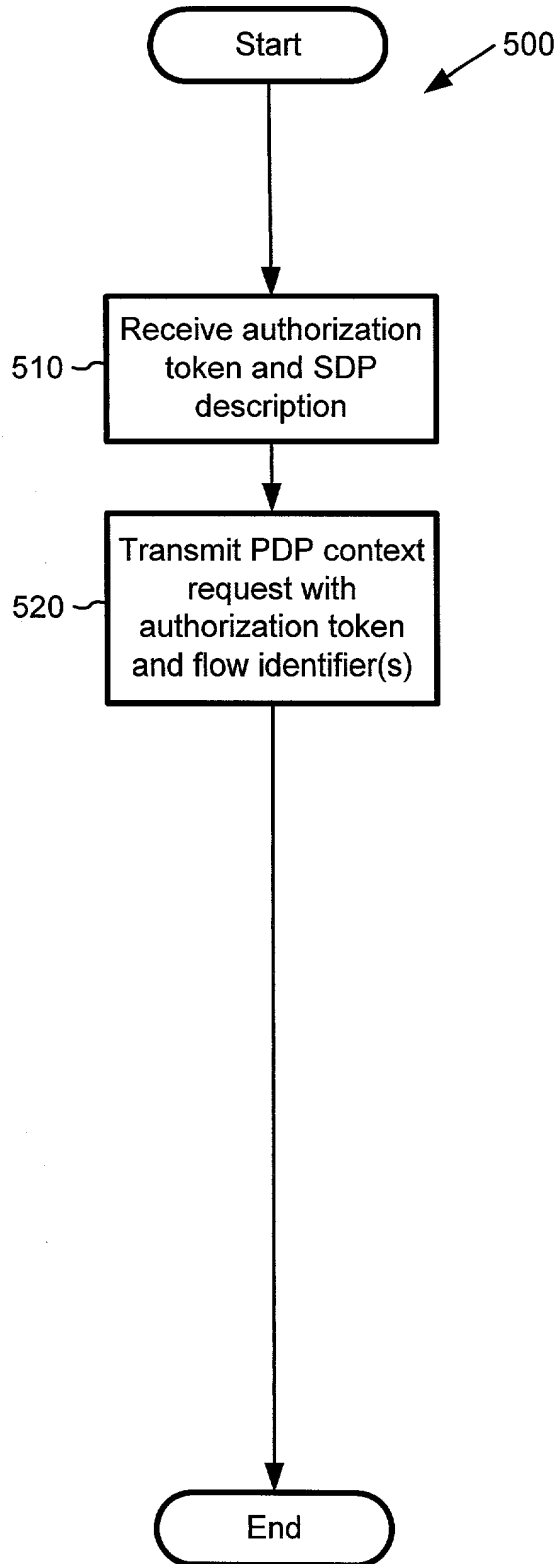 Start
500
Receive authorization
token and SDP
description
510
Transmit PDP context
request with
authorization token
and flow identifier(s)
520
End